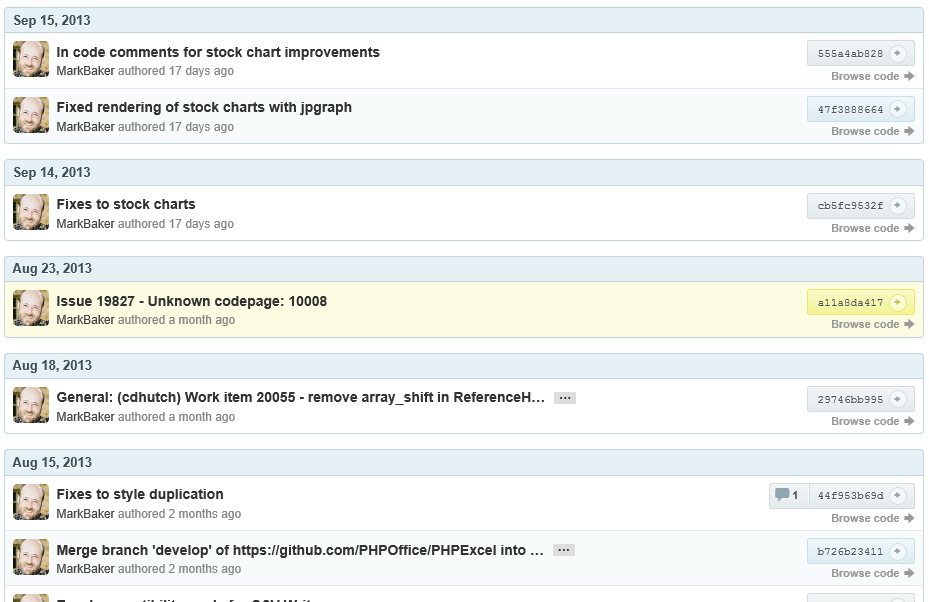 Sep 15, 2013
In code comments for stock chart improvements
555a4ab828
MarkBaker authored 17 days ago
Browse code
Fixed rendering of stock charts with jpgraph
47f3888664
MarkBaker authored 17 days ago
Browse code
Sep 14, 2013
Fixes to stock charts
cb5fc9532f
MarkBaker authored 17 days ago
Browse code
Aug 23, 2013
Issue 19827 - Unknown codepage: 10008
a11a8da417
MarkBaker authored a month ago
Browse code
Aug 18, 2013
General: (cdhutch) Work item 20055 - remove array_shift in ReferenceH… ...
29746bb995
MarkBaker authored a month ago
Browse code
Aug 15, 2013
Fixes to style duplication
1 44f953b69d
MarkBaker authored 2 months ago
Browse code
Merge branch 'develop' of https://github.com/PHPOffice/PHPExcel into … ...
b726b23411
MarkBaker authored 2 months ago
Browse code